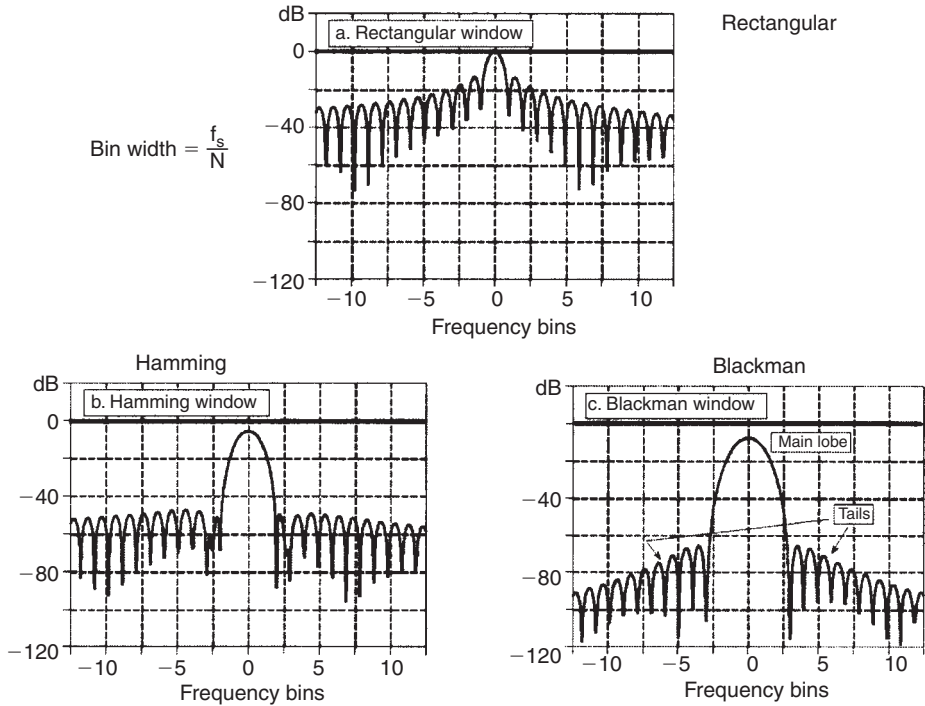 dB
Rectangular
a. Rectangular window
0
−40
Bin width = f_s/N
−80
−120
−10 −5 0 5 10
Frequency bins
Hamming
dB
b. Hamming window
0
−40
−80
−120
−10 −5 0 5 10
Frequency bins
Blackman
dB
c. Blackman window
Main lobe
−40
Tails
−80
−120
−10 −5 0 5 10
Frequency bins